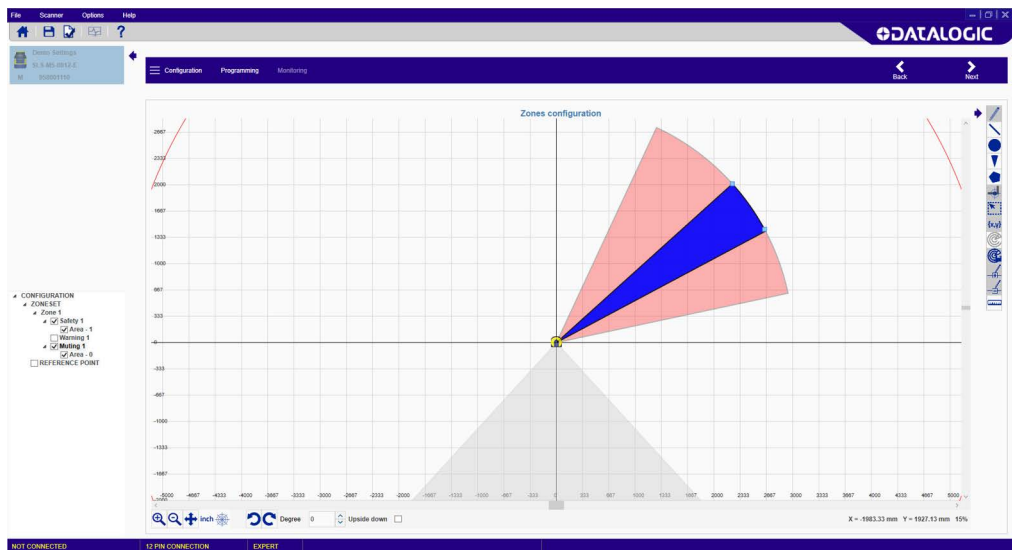 File Scanner Options Help
DATALOGIC
Demo Settings
M
Configuration Programming Monitoring Back Next
Zones configuration
2667
2333
2000
1667
1333
1000
667
333
0
-333
-667
-1000
-1333
-1667
-2000
-5000 -4667 -4333 -4000 -3667 -3333 -3000 -2667 -2333 -2000 -1667 -1333 -1000 -667 -333 0 333 667 1000 1333 1667 2000 2333 2667 3000 3333 3667 4000 4333 4667 5000
{x,y}
CONFIGURATION
ZONE SET
Zone 1
Safety 1
Area - 1
Warning 1
Muting 1
Area - 0
REFERENCE POINT
inch Degree 0 Upside down X = -1983.33 mm Y = 1927.13 mm 15%
NOT CONNECTED 12 PIN CONNECTION EXPERT